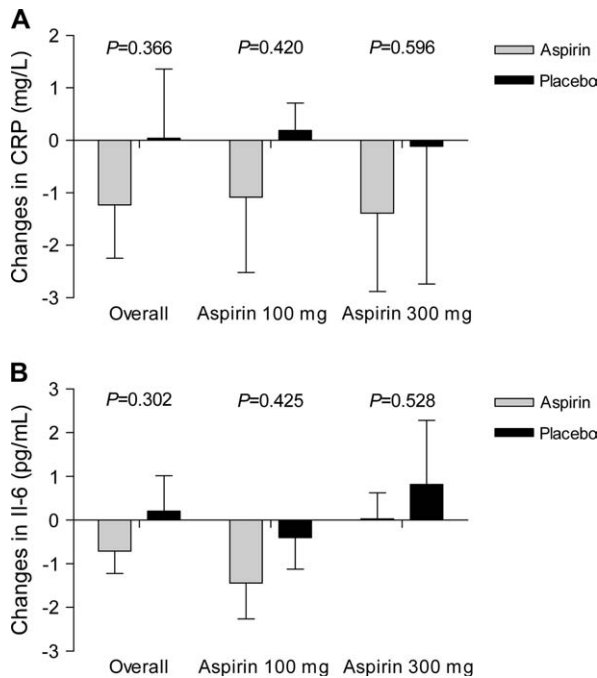 A
P=0.366 P=0.420 P=0.596
Aspirin
Placebo
Changes in CRP (mg/L)
2
1
0
-1
-2
-3
Overall Aspirin 100 mg Aspirin 300 mg
B
P=0.302 P=0.425 P=0.528
Aspirin
Placebo
Changes in Il-6 (pg/mL)
3
2
1
0
-1
-2
-3
Overall Aspirin 100 mg Aspirin 300 mg